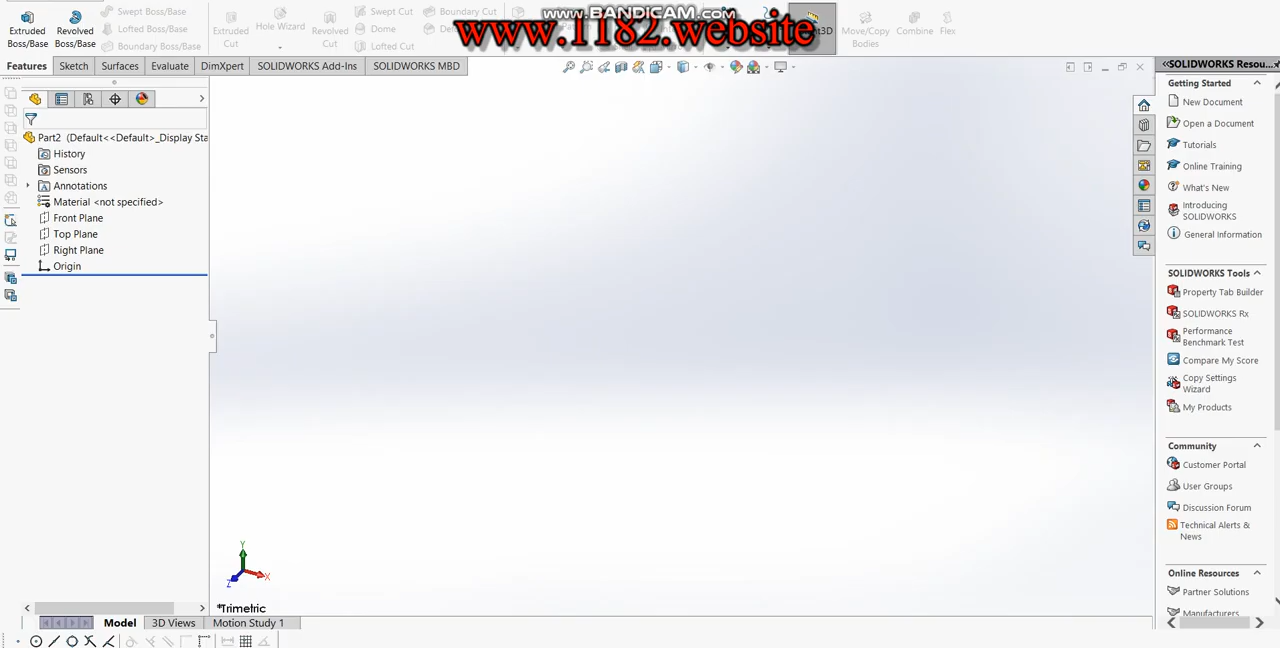 www.BANDICAM.com
www.1182.website
Extruded Boss/Base
Revolved Boss/Base
Swept Boss/Base
Lofted Boss/Base
Boundary Boss/Base
Extruded Cut
Hole Wizard
Revolved Cut
Swept Cut
Dome
Lofted Cut
Boundary Cut
Move/Copy Bodies
Combine
Flex
Features
Sketch
Surfaces
Evaluate
DimXpert
SOLIDWORKS Add-Ins
SOLIDWORKS MBD
Part2 (Default<<Default>_Display Sta
History
Sensors
Annotations
Material <not specified>
Front Plane
Top Plane
Right Plane
Origin
Y
X
Z
*Trimetric
Model
3D Views
Motion Study 1
SOLIDWORKS Resou...
Getting Started
New Document
Open a Document
Tutorials
Online Training
What's New
Introducing
SOLIDWORKS
General Information
SOLIDWORKS Tools
Property Tab Builder
SOLIDWORKS Rx
Performance
Benchmark Test
Compare My Score
Copy Settings
Wizard
My Products
Community
Customer Portal
User Groups
Discussion Forum
Technical Alerts &
News
Online Resources
Partner Solutions
Manufacturers